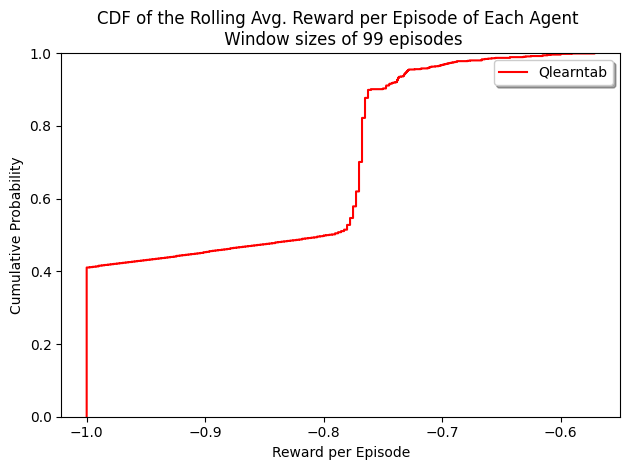 CDF of the Rolling Avg. Reward per Episode of Each Agent
Window sizes of 99 episodes
Qlearntab
1.0
0.8
0.6
0.4
0.2
0.0
Cumulative Probability
−1.0 −0.9 −0.8 −0.7 −0.6
Reward per Episode